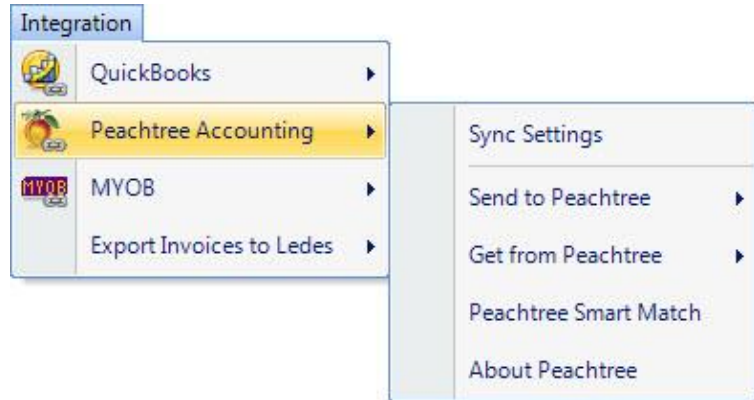 Integration
QuickBooks
Peachtree Accounting
MYOB
MYOB
Export Invoices to Ledes
Sync Settings
Send to Peachtree
Get from Peachtree
Peachtree Smart Match
About Peachtree